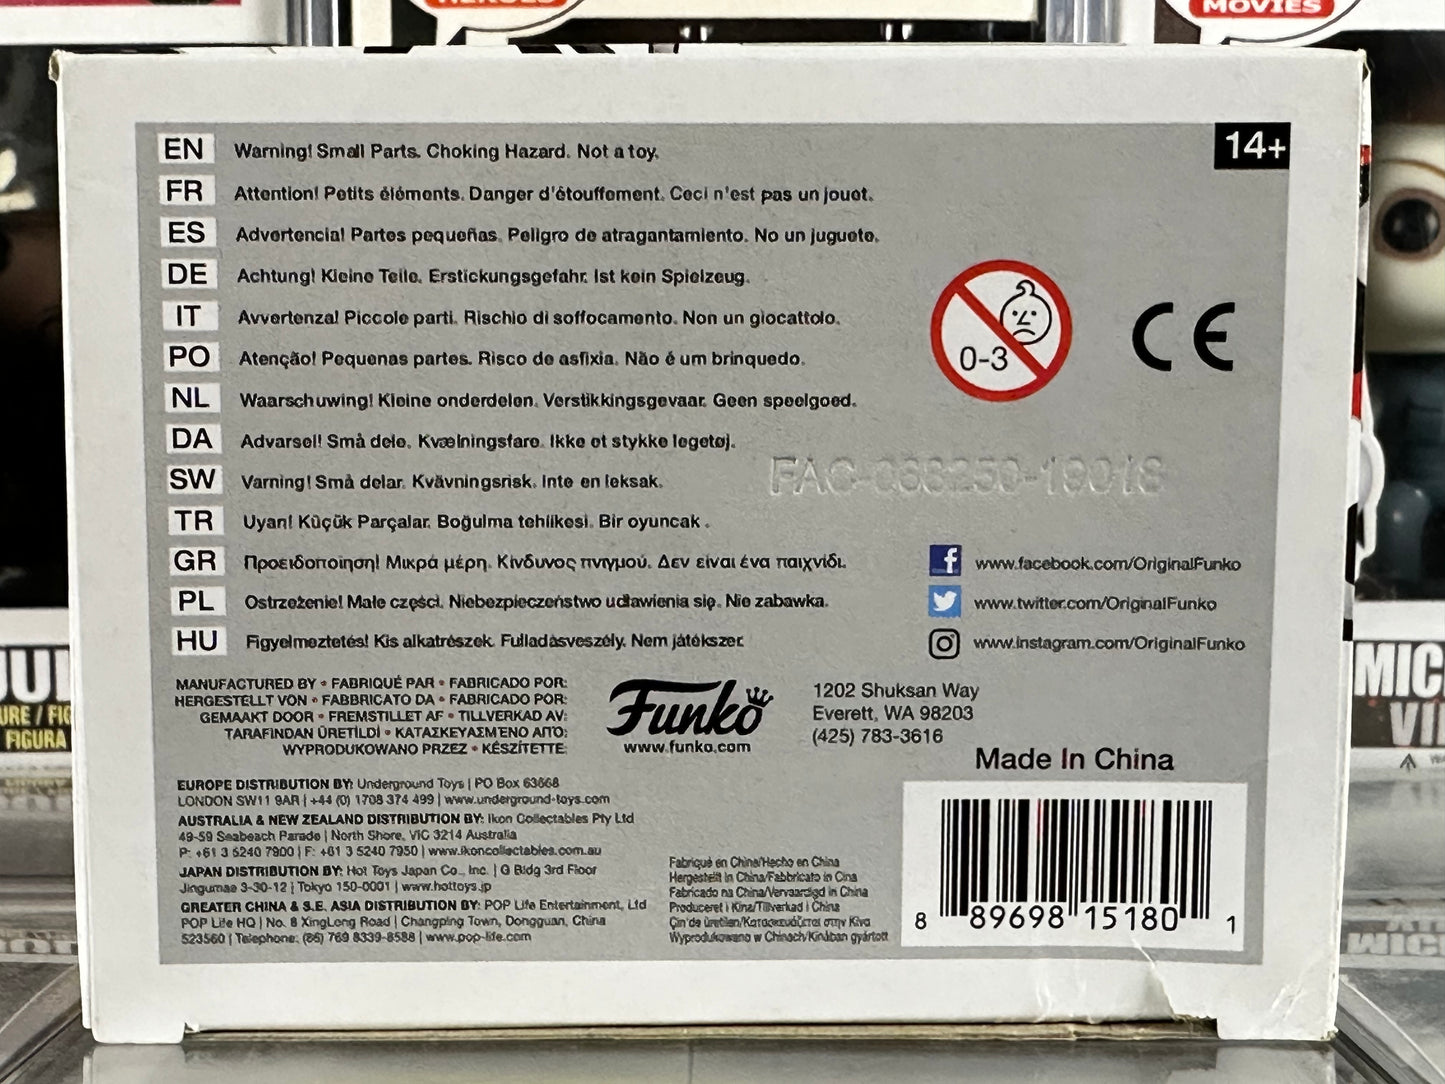 HEROES
MOVIES
14+
EN Warning! Small Parts. Choking Hazard. Not a toy.
FR Attention! Petits éléments. Danger d'étouffement. Ceci n'est pas un jouet.
ES Advertencia! Partes pequeñas. Peligro de atragantamiento. No un juguete.
DE Achtung! Kleine Teile. Erstickungsgefahr. Ist kein Spielzeug.
IT Avvertenza! Piccole parti. Rischio di soffocamento. Non un giocattolo.
PO Atenção! Pequenas partes. Risco de asfixia. Não é um brinquedo.
NL Waarschuwing! Kleine onderdelen. Verstikkingsgevaar. Geen speelgoed.
DA Advarsel! Små dele. Kvælningsfare. Ikke et stykke legetøj.
SW Varning! Små delar. Kvävningsrisk. Inte en leksak.
TR Uyan! Küçük Parçalar. Boğulma tehlikesi. Bir oyuncak .
GR Προειδοποίηση! Μικρά μέρη. Κίνδυνος πνιγμού. Δεν είναι ένα παιχνίδι.
PL Ostrzeżenie! Małe części. Niebezpieczeństwo udławienia się. Nie zabawka.
HU Figyelmeztetés! Kis alkatrészek. Fulladásveszély. Nem játékszer.
0-3
CE
www.facebook.com/OriginalFunko
www.twitter.com/OriginalFunko
www.instagram.com/OriginalFunko
MANUFACTURED BY • FABRIQUÉ PAR • FABRICADO POR:
HERGESTELLT VON • FABBRICATO DA • FABRICADO POR:
GEMAAKT DOOR • FREMSTILLET AF • TILLVERKAD AV:
TARAFINDAN ÜRETİLDİ • ΚΑΤΑΣΚΕΥΑΣΜΈΝΟ ΑΠΌ:
WYPRODUKOWANO PRZEZ • KÉSZÍTETTE:
Funko
www.funko.com
1202 Shuksan Way
Everett, WA 98203
(425) 783-3616
Made In China
EUROPE DISTRIBUTION BY: Underground Toys | PO Box 63668
LONDON SW11 9AR | +44 (0) 1708 374 499 | www.underground-toys.com
AUSTRALIA & NEW ZEALAND DISTRIBUTION BY: Ikon Collectables Pty Ltd
49-59 Seabeach Parade | North Shore, VIC 3214 Australia
P: +61 3 5240 7900 | F: +61 3 5240 7950 | www.ikoncollectables.com.au
JAPAN DISTRIBUTION BY: Hot Toys Japan Co., Inc. | G Bldg 3rd Floor
Jingumae 3-30-12 | Tokyo 150-0001 | www.hottoys.jp
GREATER CHINA & S.E. ASIA DISTRIBUTION BY: POP Life Entertainment, Ltd
POP Life HQ | No. 8 XingLong Road | Changping Town, Dongguan, China
523560 | Telephone: (86) 769 8339-8588 | www.pop-life.com
Fabriqué en Chine/Hecho en China
Hergestellt in China/Fabbricato in Cina
Fabricado na China/Vervaardigd in China
Produceret i Kina/Tillverkad i China
Çin'de üretilen/Κατασκευάζεται στην Κίνα
Wyprodukowano w Chinach/Kínában gyártott
8 89698 15180 1
FIGURA
MIC